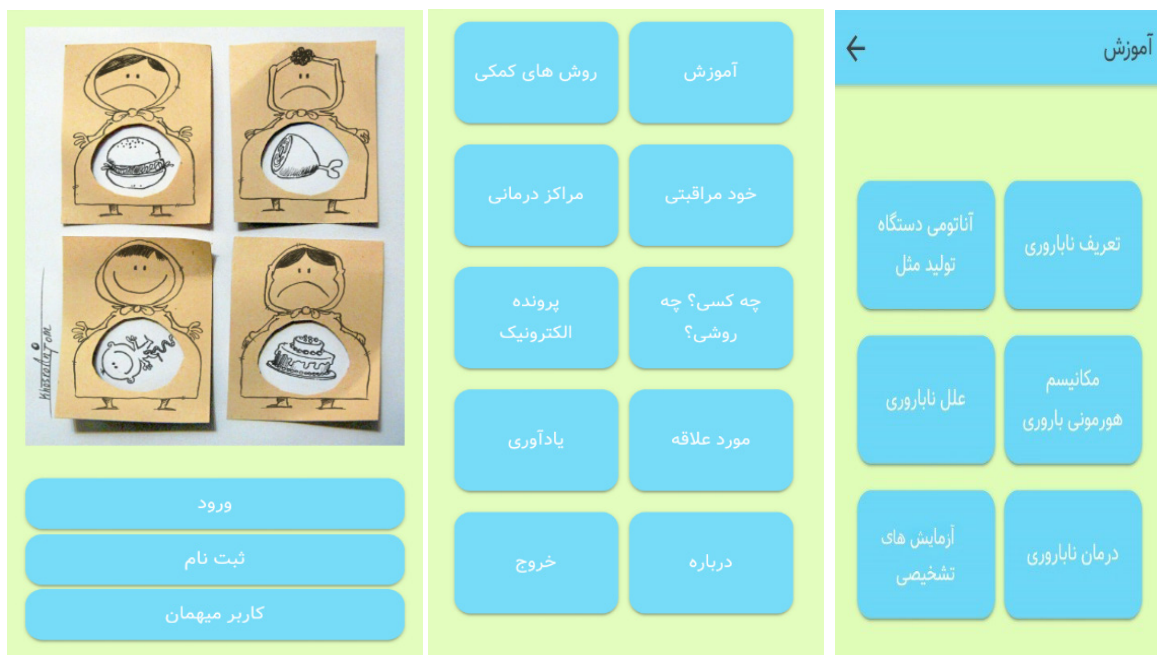 ورود
ثبت نام
کاربر میهمان
آموزش
روش های کمکی
خود مراقبتی
مراکز درمانی
چه کسی؟ چه
روشی؟
پرونده
الکترونیک
مورد علاقه
یادآوری
درباره
خروج
آموزش
تعریف ناباروری
آناتومی دستگاه
تولید مثل
مکانیسم
هورمونی باروری
علل ناباروری
درمان ناباروری
آزمایش های
تشخیصی